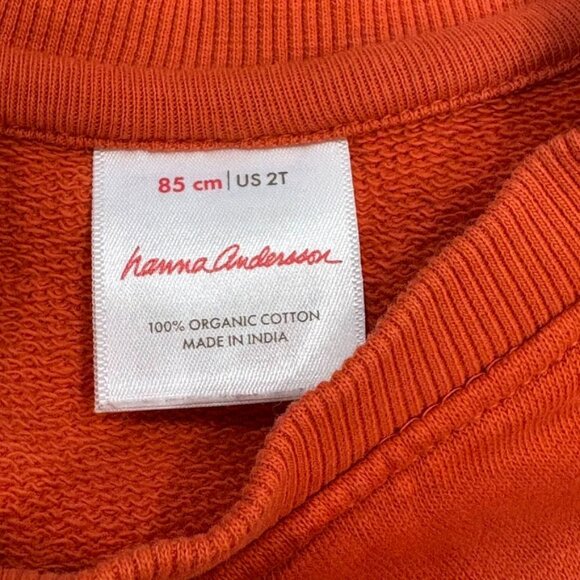 85 cm | US 2T
hanna Andersson
100% ORGANIC COTTON
MADE IN INDIA